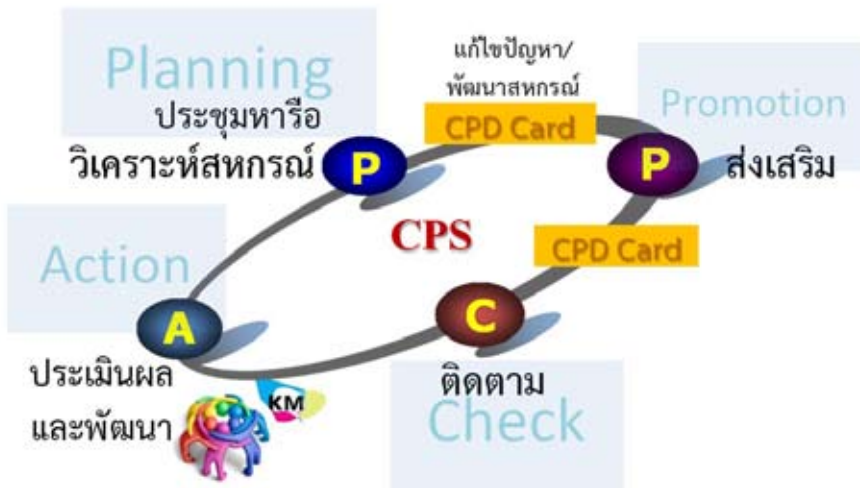 Planning
ประชุมหารือ
วิเคราะห์สหกรณ์
P
แก้ไขปัญหา/
พัฒนาสหกรณ์
CPD Card
Promotion
P
ส่งเสริม
CPS
CPD Card
Action
A
C
ประเมินผล
และพัฒนา
KM
ติดตาม
Check